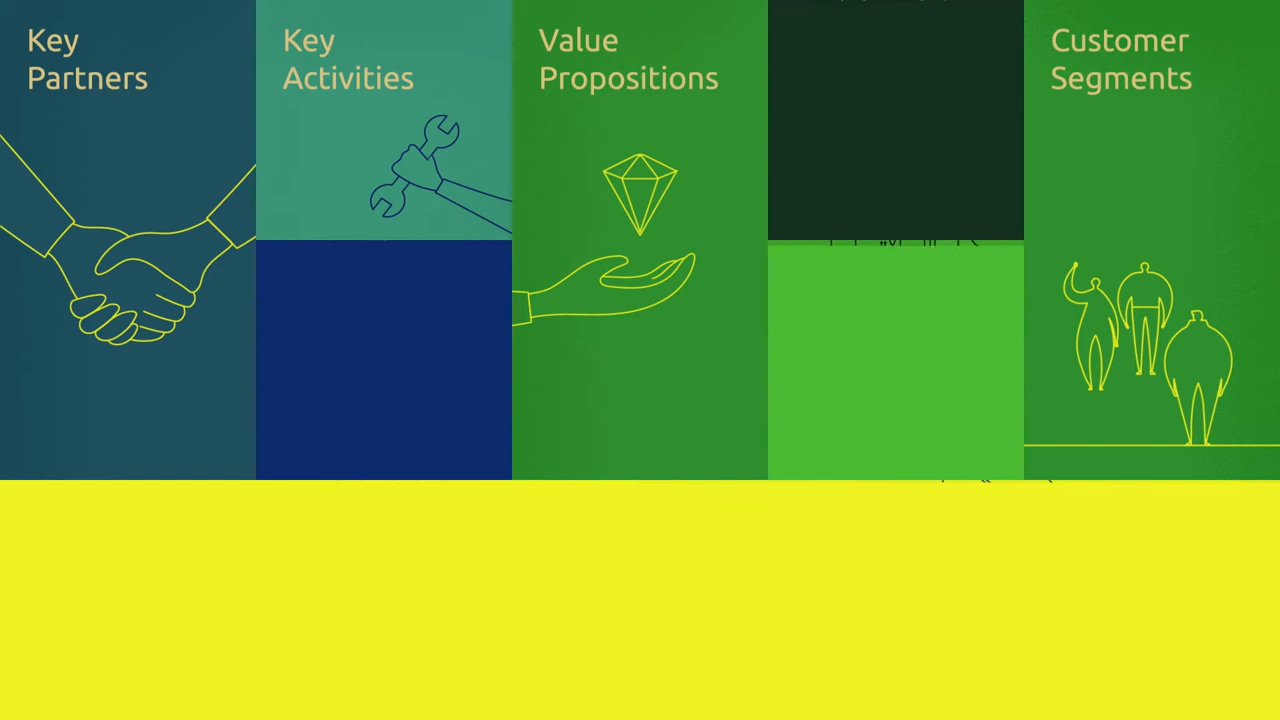 Key
Partners
Key
Activities
Value
Propositions
Customer
Segments